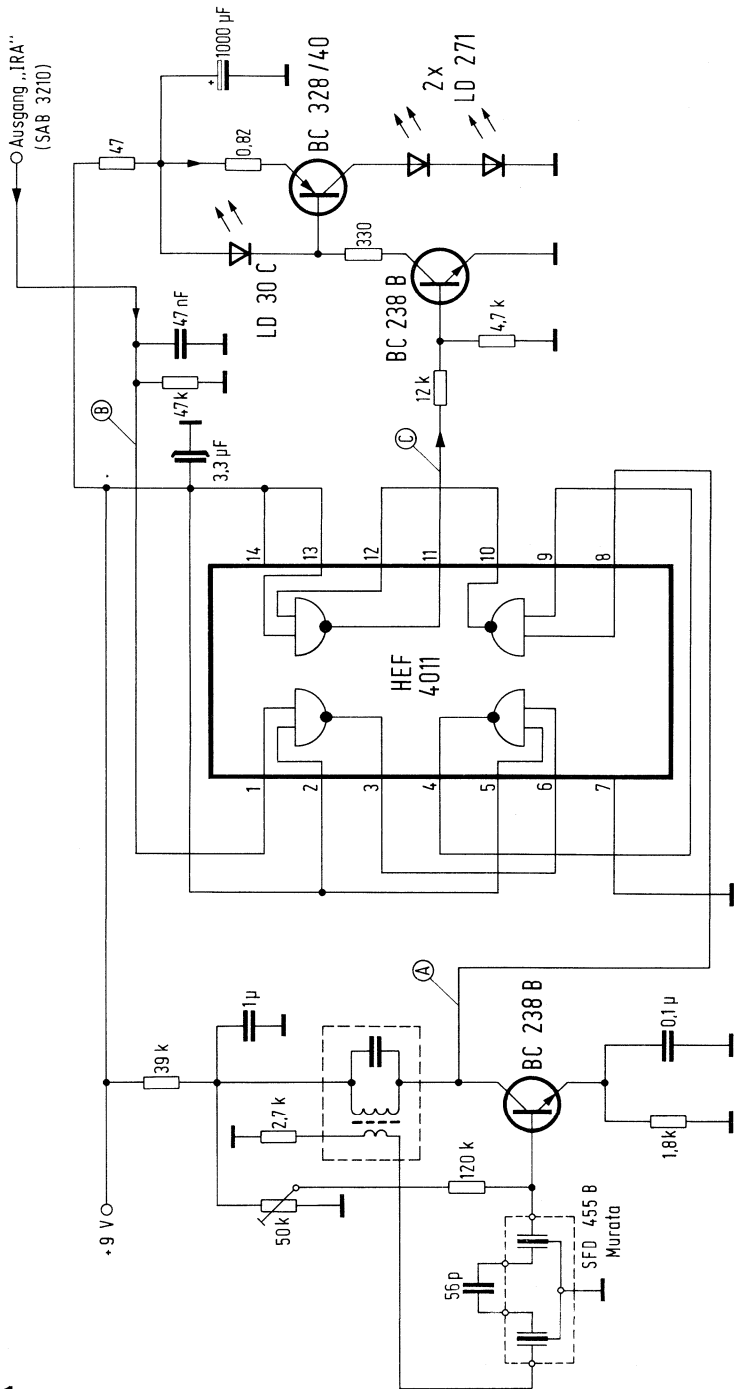 Ausgang „IRA"
(SAB 3210)
47
+
1000 µF
0,82
BC 328/40
2x
LD 271
LD 30 C
330
BC 238 B
4,7 k
12 k
47 nF
47k
3,3 µF
B
C
14
13
12
11
10
9
8
HEF
4011
1
2
3
4
5
6
7
+9 V
39 k
1 µ
2,7 k
50k
120 k
A
BC 238 B
0,1 µ
1,8k
56p
SFD 455 B
Murata